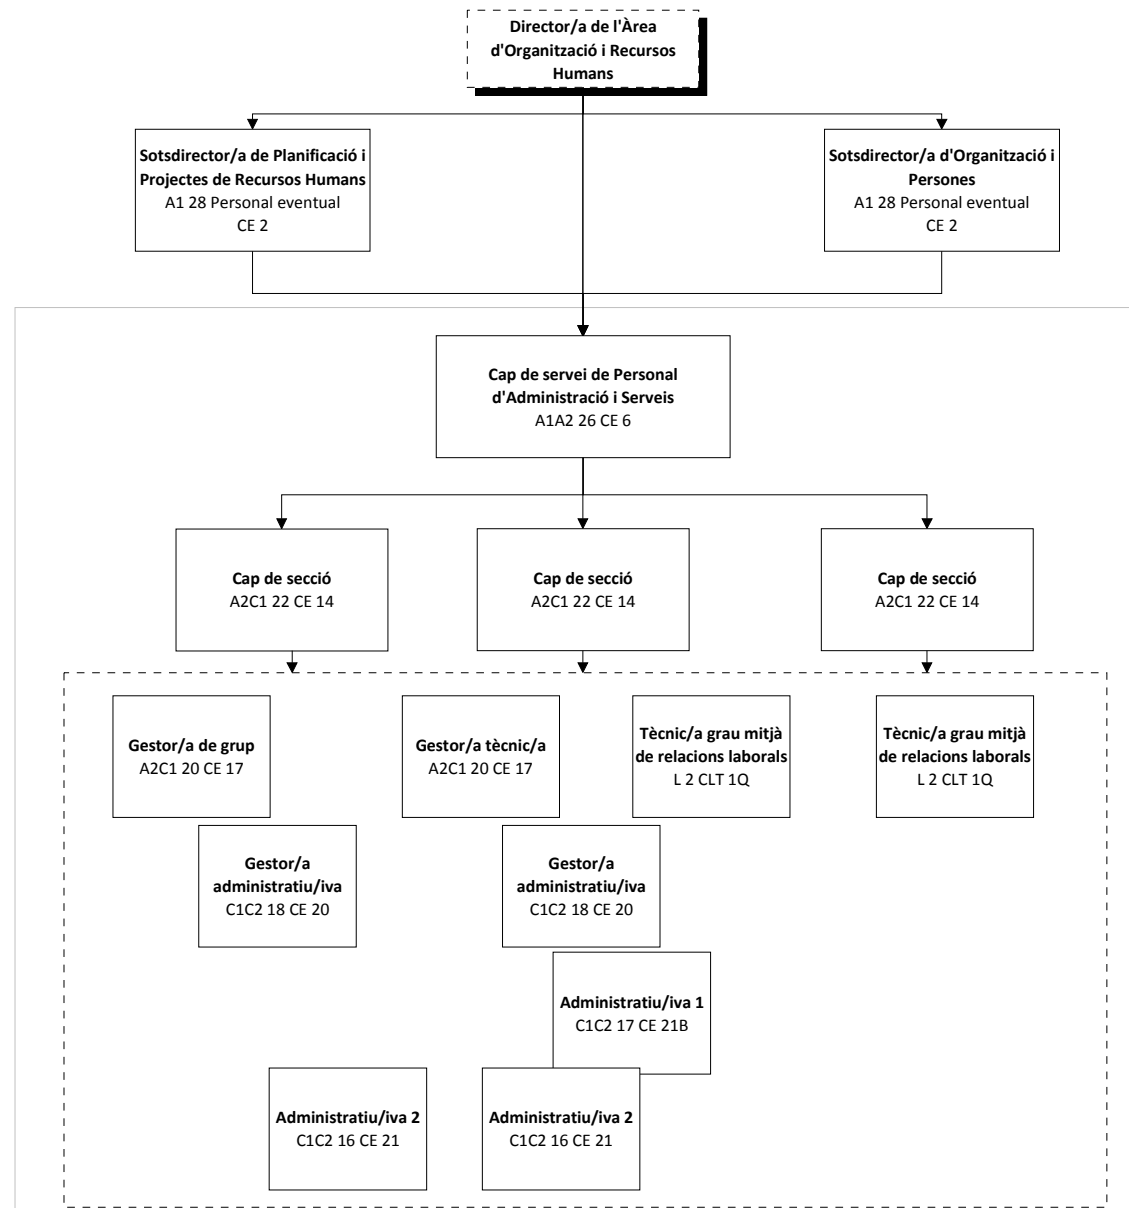 Director/a de l'Àrea
d'Organització i Recursos
Humans
Sotsdirector/a de Planificació i
Projectes de Recursos Humans
A1 28 Personal eventual
CE 2
Sotsdirector/a d'Organització i
Persones
A1 28 Personal eventual
CE 2
Cap de servei de Personal
d'Administració i Serveis
A1A2 26 CE 6
Cap de secció
A2C1 22 CE 14
Cap de secció
A2C1 22 CE 14
Cap de secció
A2C1 22 CE 14
Gestor/a de grup
A2C1 20 CE 17
Gestor/a tècnic/a
A2C1 20 CE 17
Tècnic/a grau mitjà
de relacions laborals
L 2 CLT 1Q
Tècnic/a grau mitjà
de relacions laborals
L 2 CLT 1Q
Gestor/a
administratiu/iva
C1C2 18 CE 20
Gestor/a
administratiu/iva
C1C2 18 CE 20
Administratiu/iva 1
C1C2 17 CE 21B
Administratiu/iva 2
C1C2 16 CE 21
Administratiu/iva 2
C1C2 16 CE 21